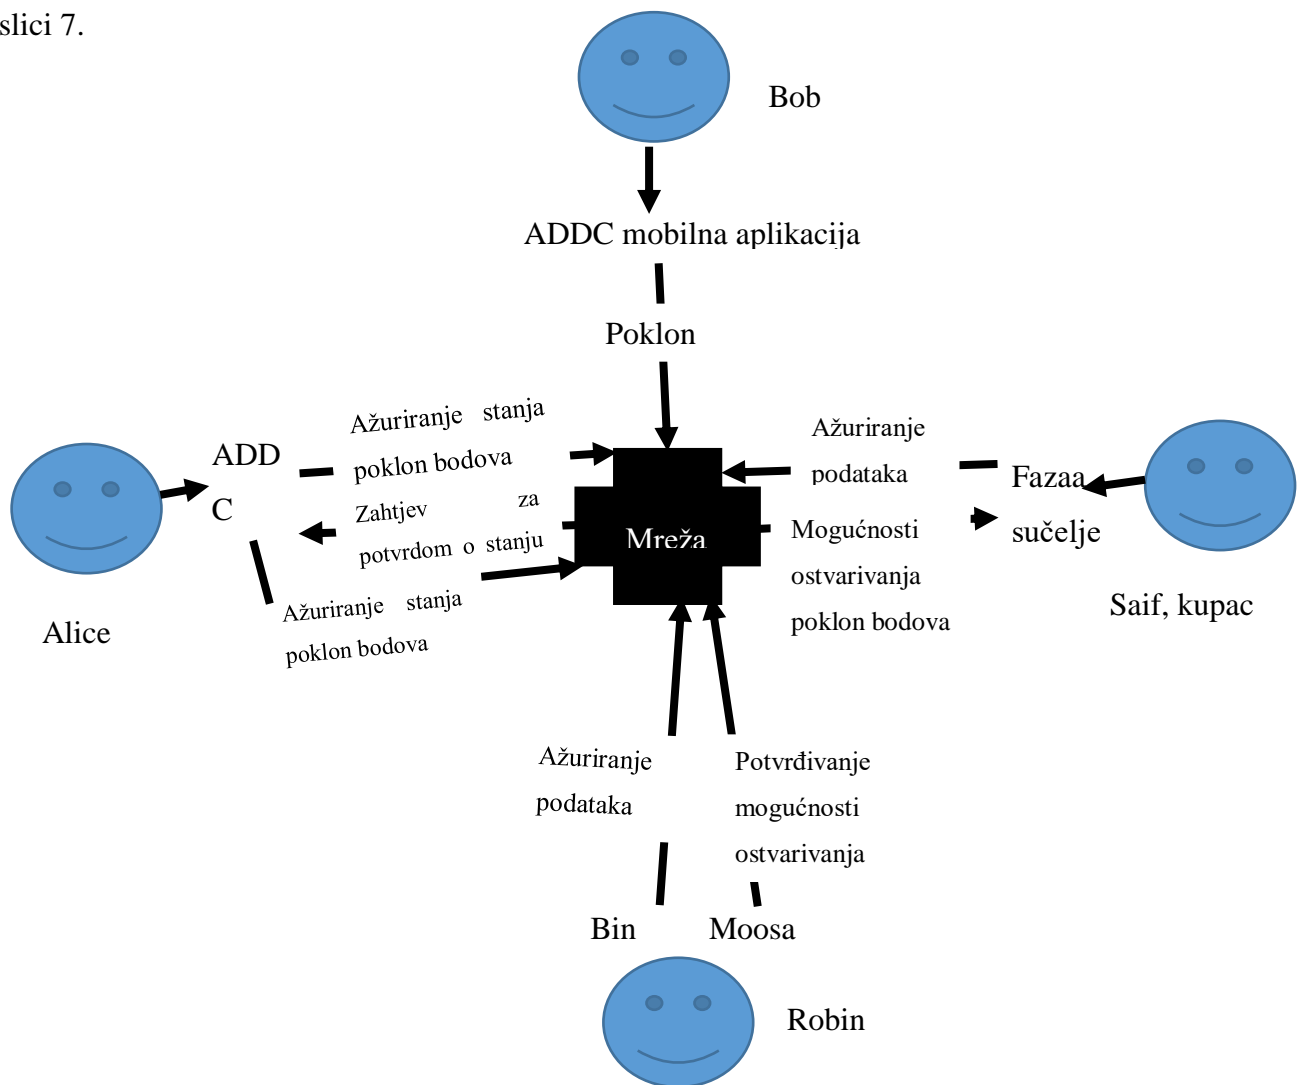 slici 7.
Bob
ADDC mobilna aplikacija
Poklon
Ažuriranje stanja
poklon bodova
ADD
C
Zahtjev za
potvrdom o stanju
Ažuriranje stanja
poklon bodova
Alice
Mreža
Ažuriranje
podataka
Mogućnosti
ostvarivanja
poklon bodova
Fazaa
sučelje
Saif, kupac
Ažuriranje
podataka
Potvrđivanje
mogućnosti
ostvarivanja
Bin Moosa
Robin